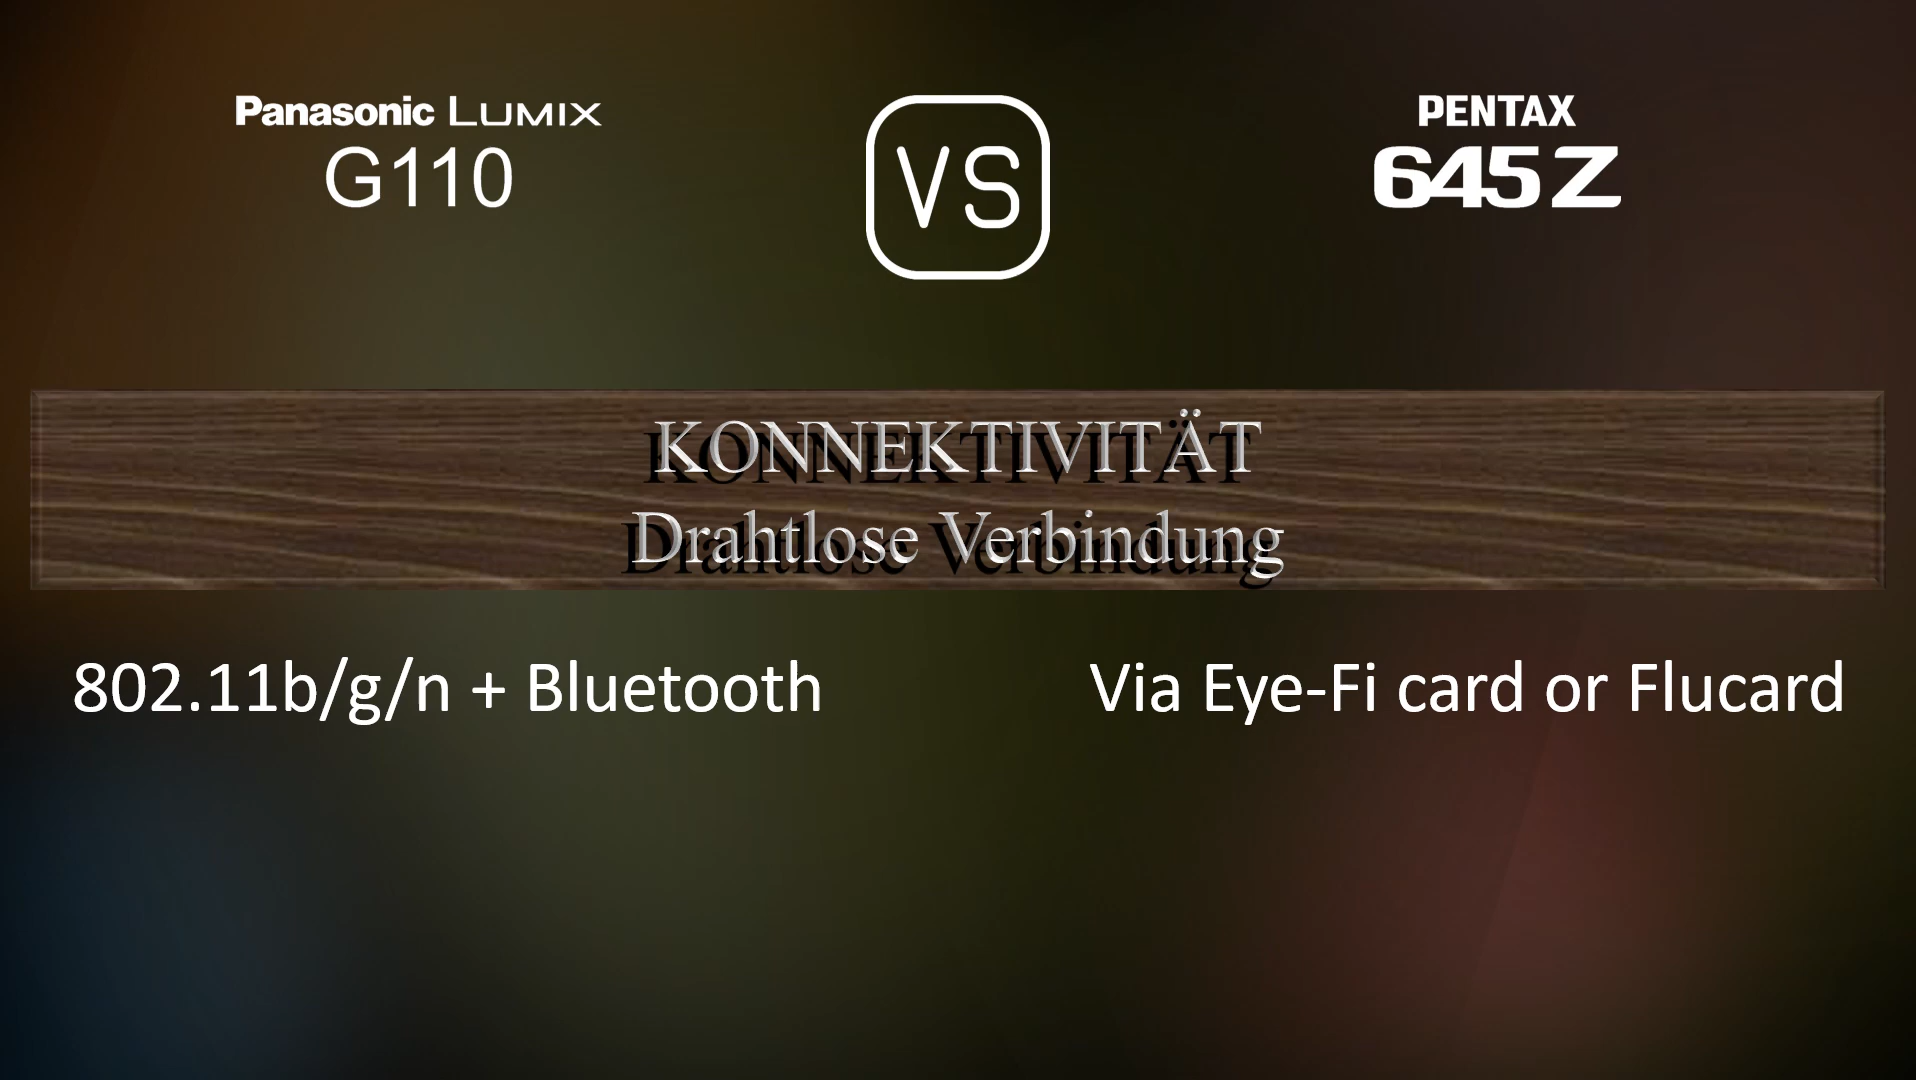 Panasonic LUMIX
G110
VS
PENTAX
645Z
KONNEKTIVITÄT
Drahtlose Verbindung
802.11b/g/n + Bluetooth
Via Eye-Fi card or Flucard